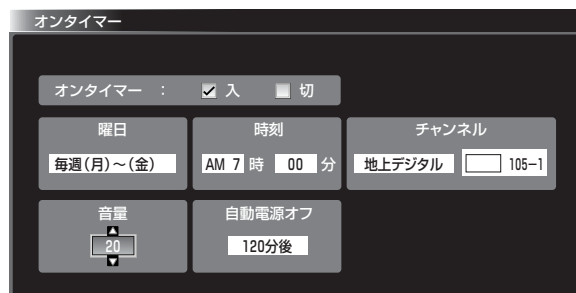 オンタイマー
オンタイマー : 入 切
曜日 時刻 チャンネル
毎週(月)~(金) AM 7 時 00 分 地上デジタル 105-1
音量 自動電源オフ
20 120分後